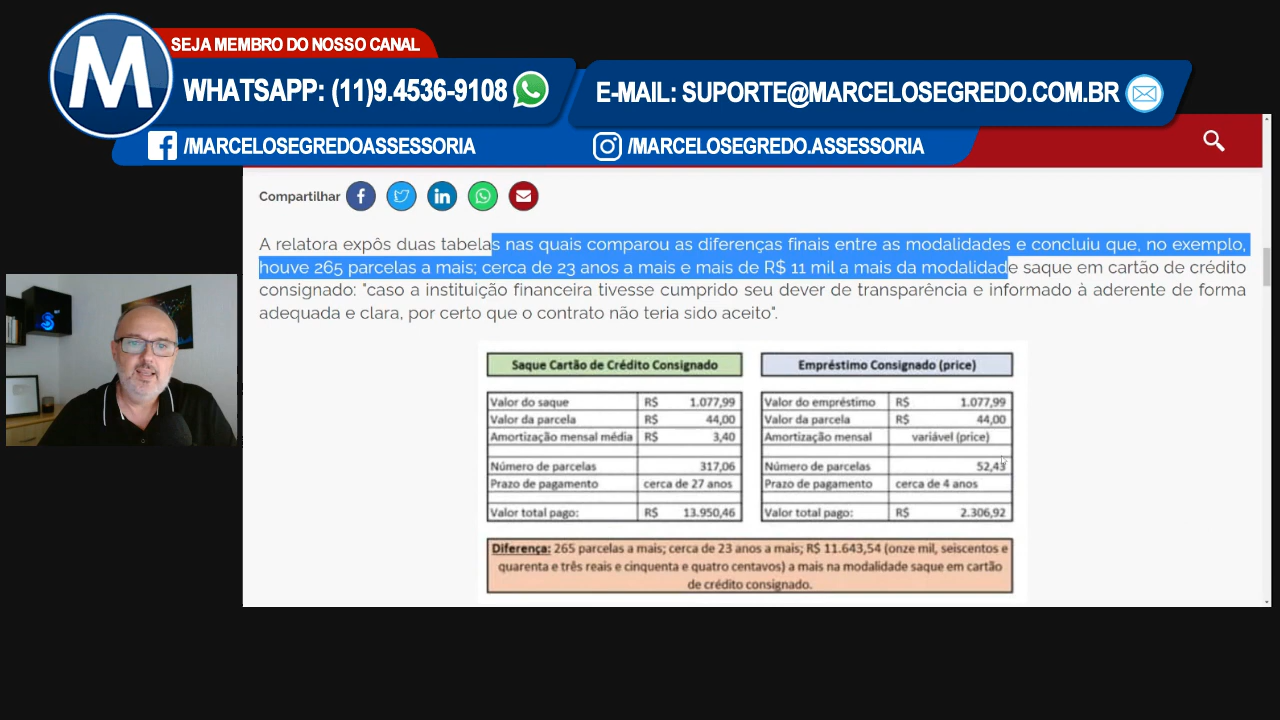 M
SEJA MEMBRO DO NOSSO CANAL
WHATSAPP: (11)9.4536-9108
E-MAIL: SUPORTE@MARCELOSEGREDO.COM.BR
/MARCELOSEGREDOASSESSORIA
/MARCELOSEGREDO.ASSESSORIA
Compartilhar
A relatora expôs duas tabelas nas quais comparou as diferenças finais entre as modalidades e concluiu que, no exemplo,
houve 265 parcelas a mais; cerca de 23 anos a mais e mais de R$ 11 mil a mais da modalidade saque em cartão de crédito
consignado: "caso a instituição financeira tivesse cumprido seu dever de transparência e informado à aderente de forma
adequada e clara, por certo que o contrato não teria sido aceito".
Saque Cartão de Crédito Consignado
Valor do saque R$ 1.077,99
Valor da parcela R$ 44,00
Amortização mensal média R$ 3,40
Número de parcelas 317,06
Prazo de pagamento cerca de 27 anos
Valor total pago: R$ 13.950,46
Empréstimo Consignado (price)
Valor do empréstimo R$ 1.077,99
Valor da parcela R$ 44,00
Amortização mensal variável (price)
Número de parcelas 52,43
Prazo de pagamento cerca de 4 anos
Valor total pago: R$ 2.306,92
Diferença: 265 parcelas a mais; cerca de 23 anos a mais; R$ 11.643,54 (onze mil, seiscentos e
quarenta e três reais e cinquenta e quatro centavos) a mais na modalidade saque em cartão
de crédito consignado.